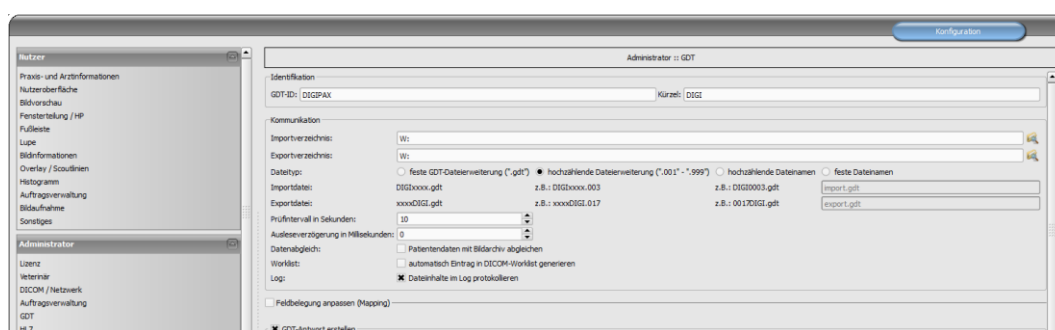 Konfiguration
Nutzer
Praxis- und Arztinformationen
Nutzeroberfläche
Bildvorschau
Fensterteilung / HP
Fußleiste
Lupe
Bildinformationen
Overlay / Scoutlinien
Histogramm
Auftragsverwaltung
Bildaufnahme
Sonstiges
Administrator
Lizenz
Veterinär
DICOM / Netzwerk
Auftragsverwaltung
GDT
HL7
Administrator :: GDT
Identifikation
GDT-ID: DIGIPAX Kürzel: DIGI
Kommunikation
Importverzeichnis: W:
Exportverzeichnis: W:
Dateityp: feste GDT-Dateierweiterung (".gdt") hochzählende Dateierweiterung (".001" - ".999") hochzählende Dateinamen feste Dateinamen
Importdatei: DIGIxxxx.gdt z.B.: DIGIxxxx.003 z.B.: DIGI0003.gdt import.gdt
Exportdatei: xxxxDIGI.gdt z.B.: xxxxDIGI.017 z.B.: 0017DIGI.gdt export.gdt
Prüfintervall in Sekunden: 10
Ausleseverzögerung in Millisekunden: 0
Datenabgleich: Patientendaten mit Bildarchiv abgleichen
Worklist: automatisch Eintrag in DICOM-Worklist generieren
Log: Dateiinhalte im Log protokollieren
Feldbelegung anpassen (Mapping)
GDT-Antwort erstellen